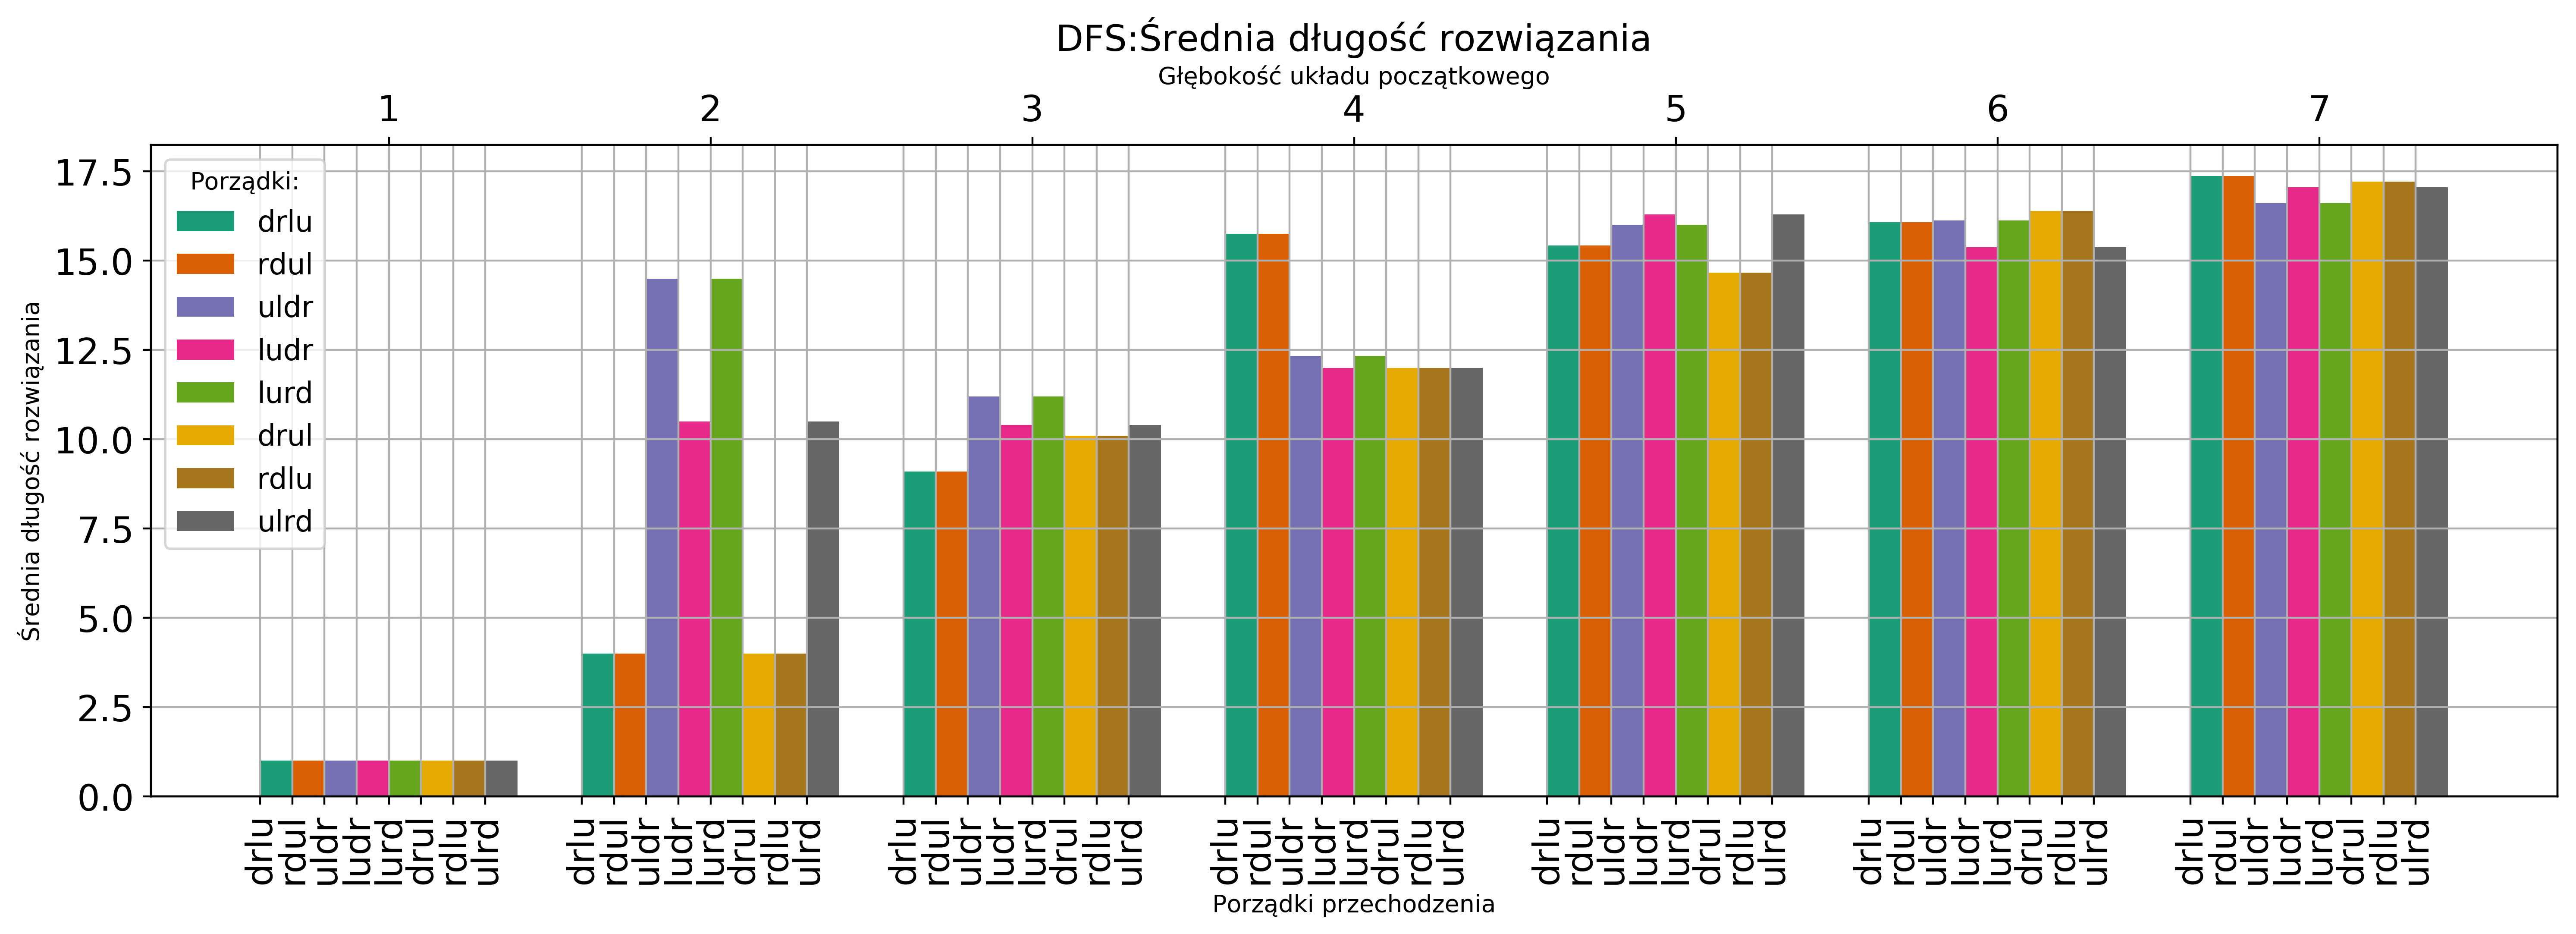 DFS:Średnia długość rozwiązania
Głębokość układu początkowego
1 2 3 4 5 6 7
Średnia długość rozwiązania
17.5
15.0
12.5
10.0
7.5
5.0
2.5
0.0
Porządki:
drlu
rdul
uldr
ludr
lurd
drul
rdlu
ulrd
drlu rdul uldr ludr lurd drul rdlu ulrd drlu rdul uldr ludr lurd drul rdlu ulrd drlu rdul uldr ludr lurd drul rdlu ulrd drlu rdul uldr ludr lurd drul rdlu ulrd drlu rdul uldr ludr lurd drul rdlu ulrd drlu rdul uldr ludr lurd drul rdlu ulrd drlu rdul uldr ludr lurd drul rdlu ulrd
Porządki przechodzenia